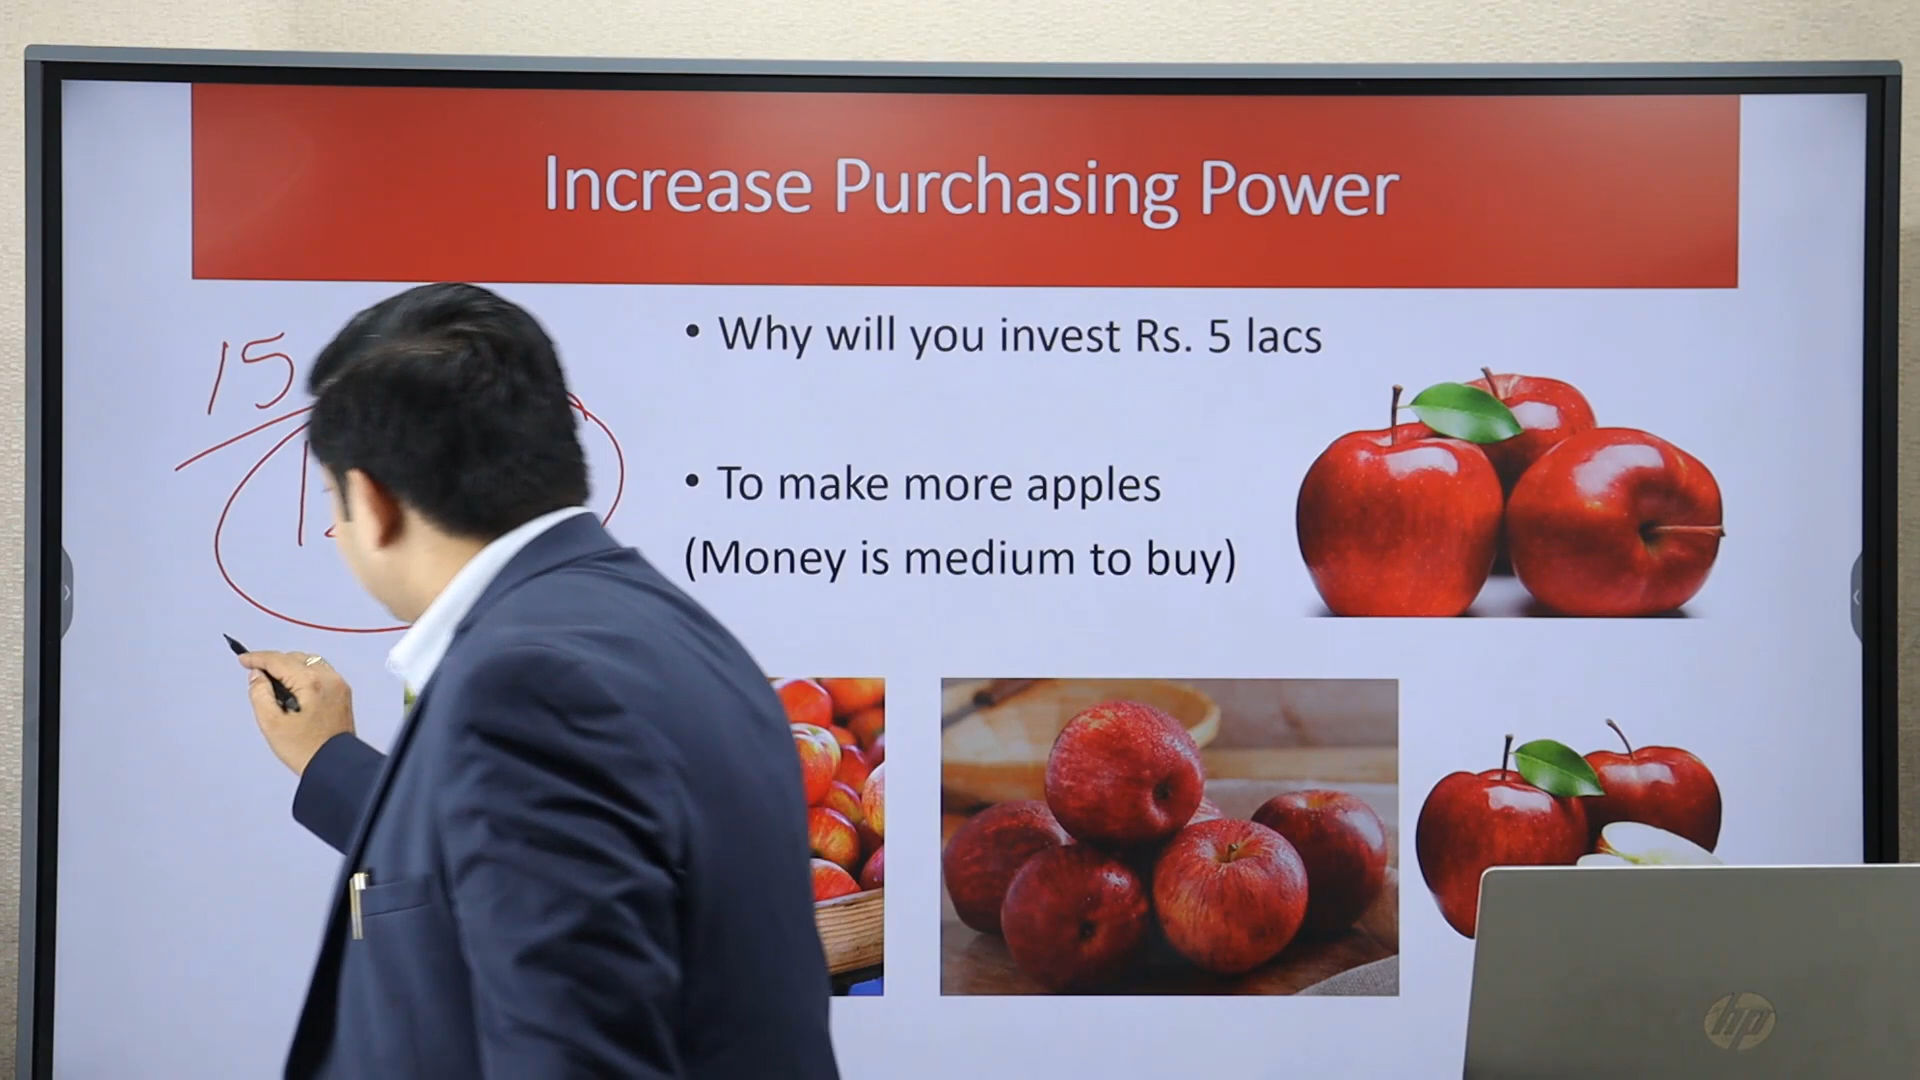 Increase Purchasing Power
• Why will you invest Rs. 5 lacs
15
• To make more apples
(Money is medium to buy)
hp